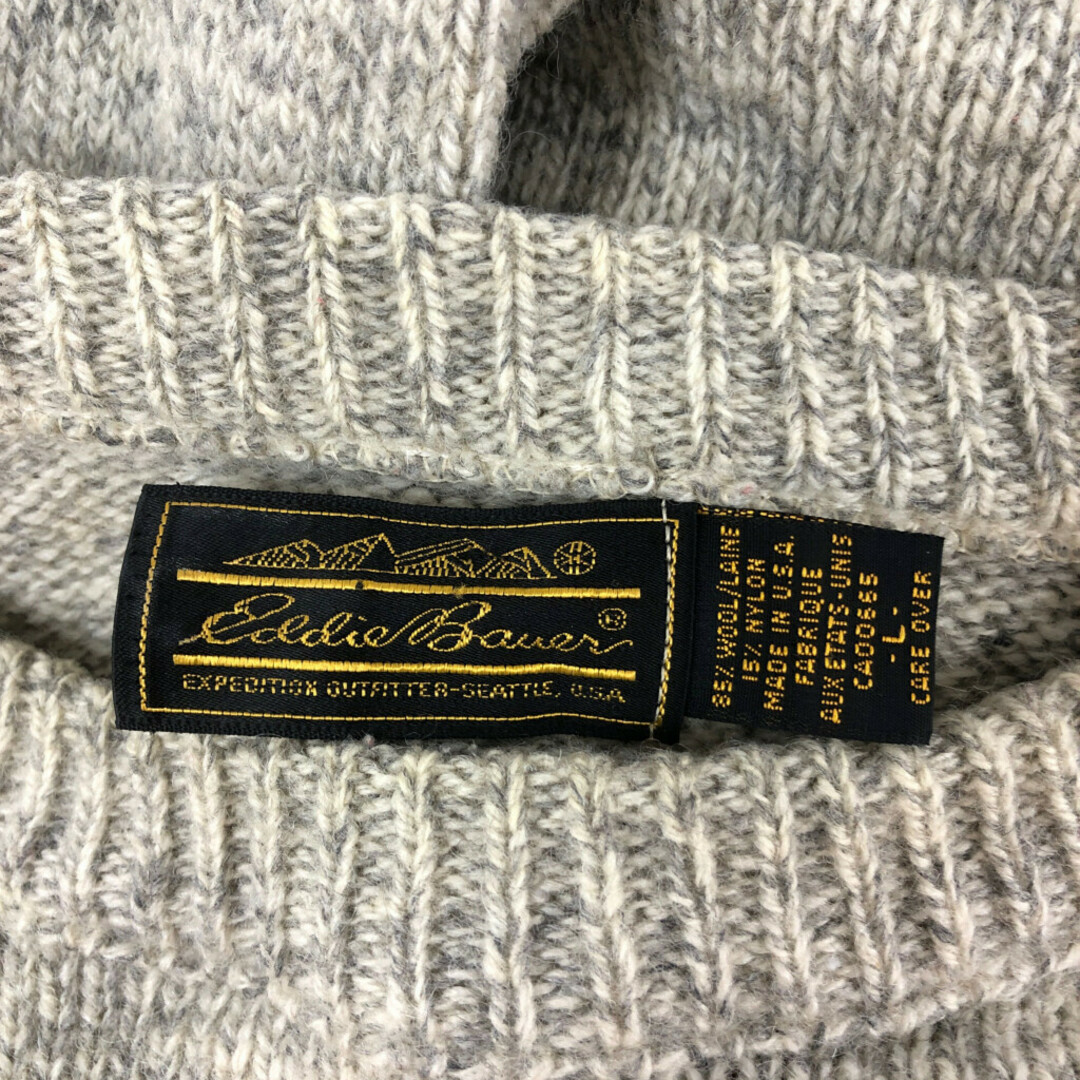 Eddie Bauer®
EXPEDITION OUTFITTER-SEATTLE, U.S.A
85% WOOL/LAINE
15% NYLON
MADE IN U.S.A.
FABRIQUE
AUX ETATS-UNIS
CA00665
-L-
CARE OVER